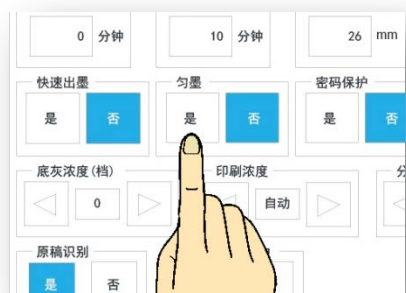 0 分钟 10 分钟 26 mm
快速出墨 匀墨 密码保护
是 否 是 否 是 否
底灰浓度(档) 印刷浓度
0 自动
原稿识别
是 否